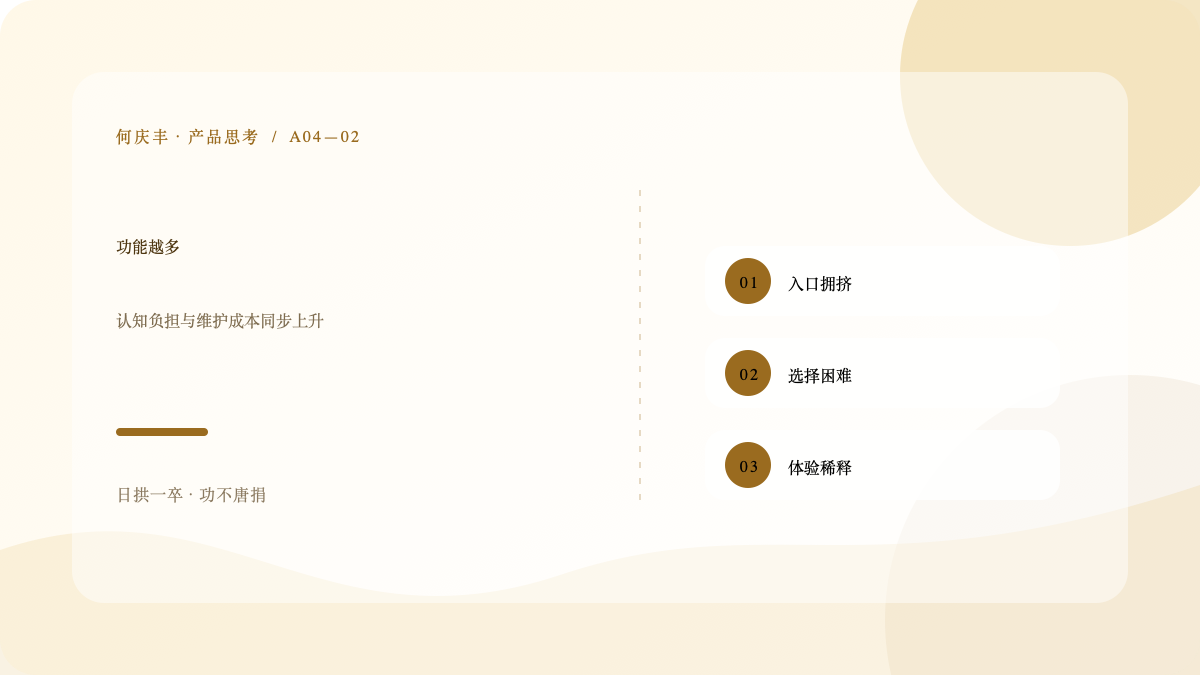 何庆丰 · 产品思考 / A04—02
功能越多
认知负担与维护成本同步上升
日拱一卒 · 功不唐捐
01 入口拥挤
02 选择困难
03 体验稀释